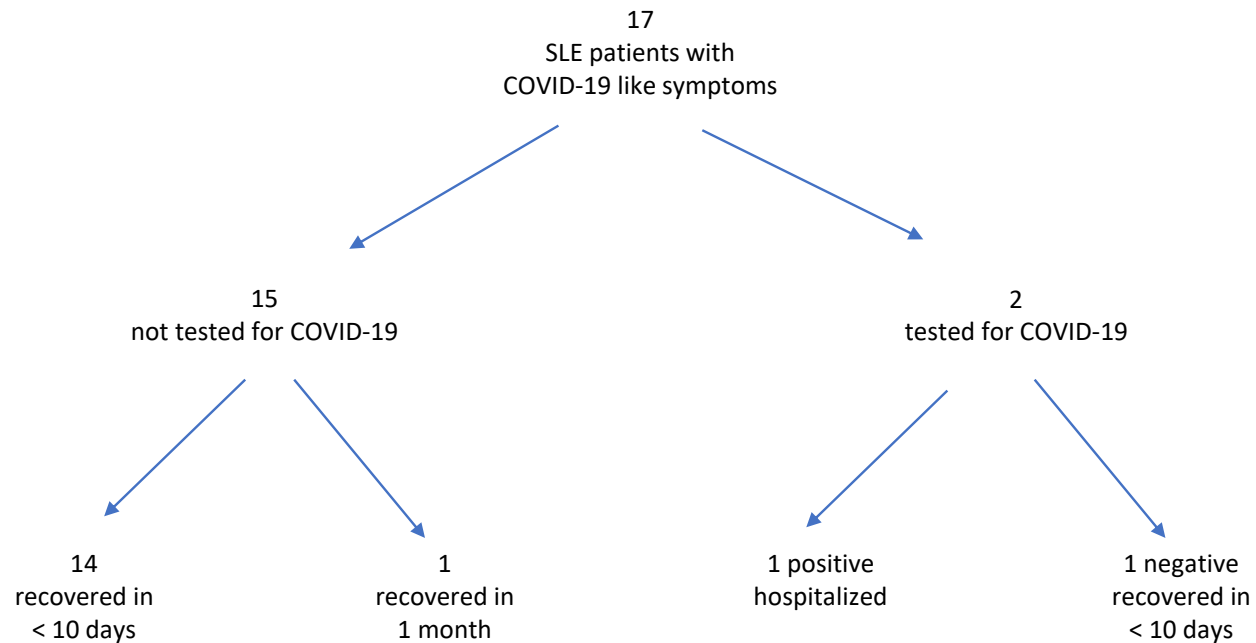 17
SLE patients with
COVID-19 like symptoms
15
not tested for COVID-19
2
tested for COVID-19
14
recovered in
< 10 days
1
recovered in
1 month
1 positive
hospitalized
1 negative
recovered in
< 10 days